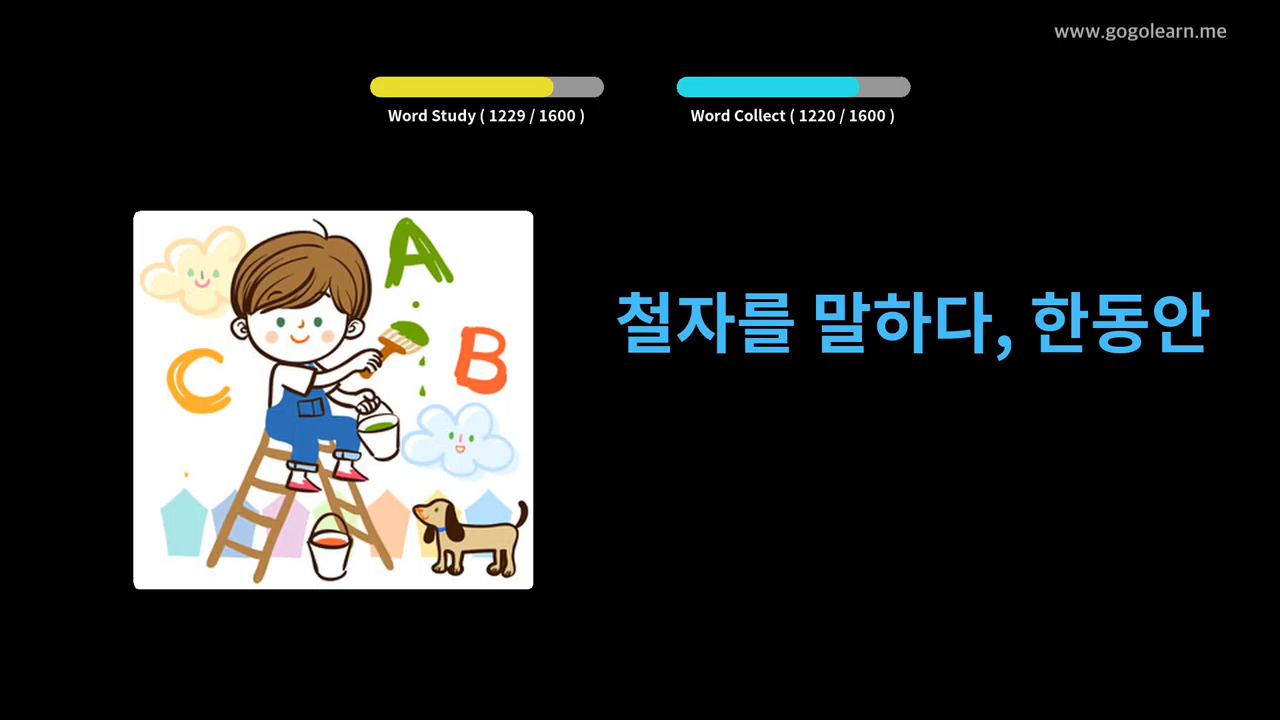 www.gogolearn.me
Word Study ( 1229 / 1600 )
Word Collect ( 1220 / 1600 )
A
B
C
철자를 말하다, 한동안